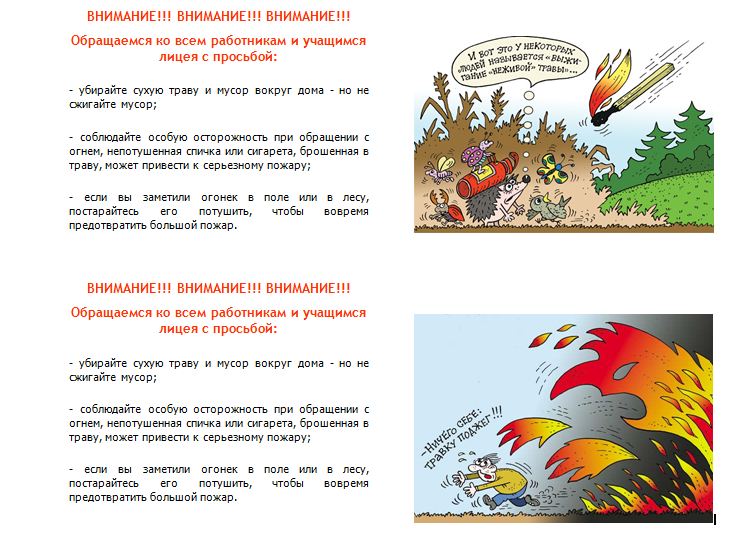 ВНИМАНИЕ!!! ВНИМАНИЕ!!! ВНИМАНИЕ!!!
Обращаемся ко всем работникам и учащимся
лицея с просьбой:
- убирайте сухую траву и мусор вокруг дома - но не
сжигайте мусор;
- соблюдайте особую осторожность при обращении с
огнем, непотушенная спичка или сигарета, брошенная в
траву, может привести к серьезному пожару;
- если вы заметили огонек в поле или в лесу,
постарайтесь его потушить, чтобы вовремя
предотвратить большой пожар.
И ВОТ ЭТО У НЕКОТОРЫХ
ЛЮДЕЙ НАЗЫВАЕТСЯ «ВЫЖИ-
ГАНИЕ «НЕЖИВОЙ» ТРАВЫ»...
ВНИМАНИЕ!!! ВНИМАНИЕ!!! ВНИМАНИЕ!!!
Обращаемся ко всем работникам и учащимся
лицея с просьбой:
- убирайте сухую траву и мусор вокруг дома - но не
сжигайте мусор;
- соблюдайте особую осторожность при обращении с
огнем, непотушенная спичка или сигарета, брошенная в
траву, может привести к серьезному пожару;
- если вы заметили огонек в поле или в лесу,
постарайтесь его потушить, чтобы вовремя
предотвратить большой пожар.
-НИЧЕГО СЕБЕ:
ТРАВКУ ПОДЖЕГ!!!